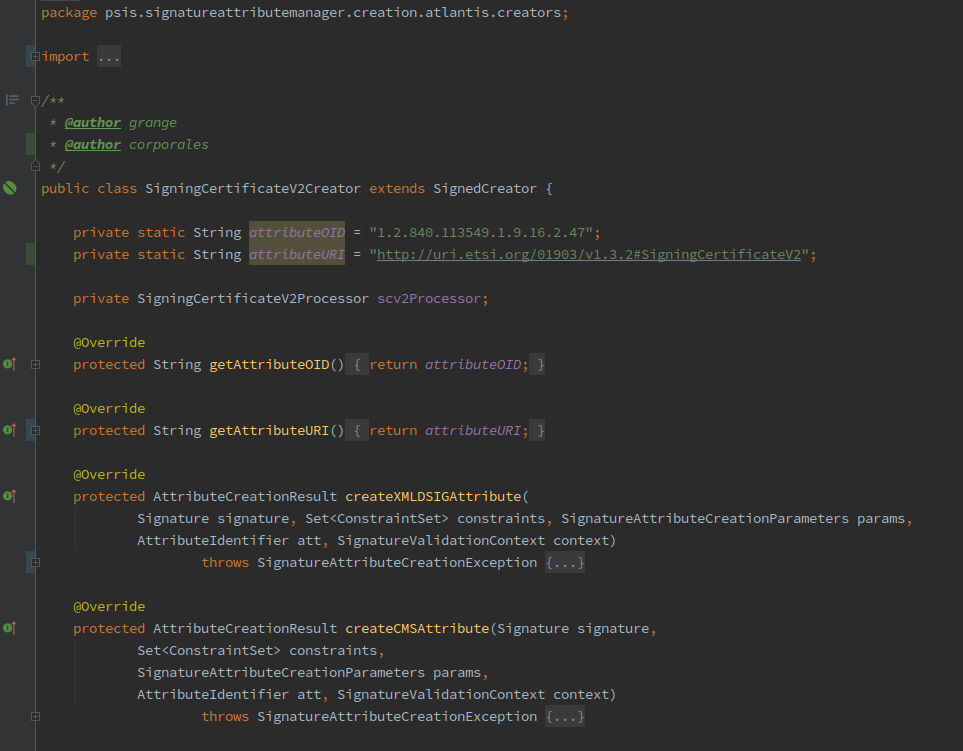 package psis.signatureattributemanager.creation.atlantis.creators;
import ...
/**
* @author grange
* @author corporales
*/
public class SigningCertificateV2Creator extends SignedCreator {
private static String attributeOID = "1.2.840.113549.1.9.16.2.47";
private static String attributeURI = "http://uri.etsi.org/01903/v1.3.2#SigningCertificateV2";
private SigningCertificateV2Processor scv2Processor;
@Override
protected String getAttributeOID() { return attributeOID; }
@Override
protected String getAttributeURI() { return attributeURI; }
@Override
protected AttributeCreationResult createXMLDSIGAttribute(
Signature signature, Set<ConstraintSet> constraints, SignatureAttributeCreationParameters params,
AttributeIdentifier att, SignatureValidationContext context)
throws SignatureAttributeCreationException {...}
@Override
protected AttributeCreationResult createCMSAttribute(Signature signature,
Set<ConstraintSet> constraints,
SignatureAttributeCreationParameters params,
AttributeIdentifier att, SignatureValidationContext context)
throws SignatureAttributeCreationException {...}